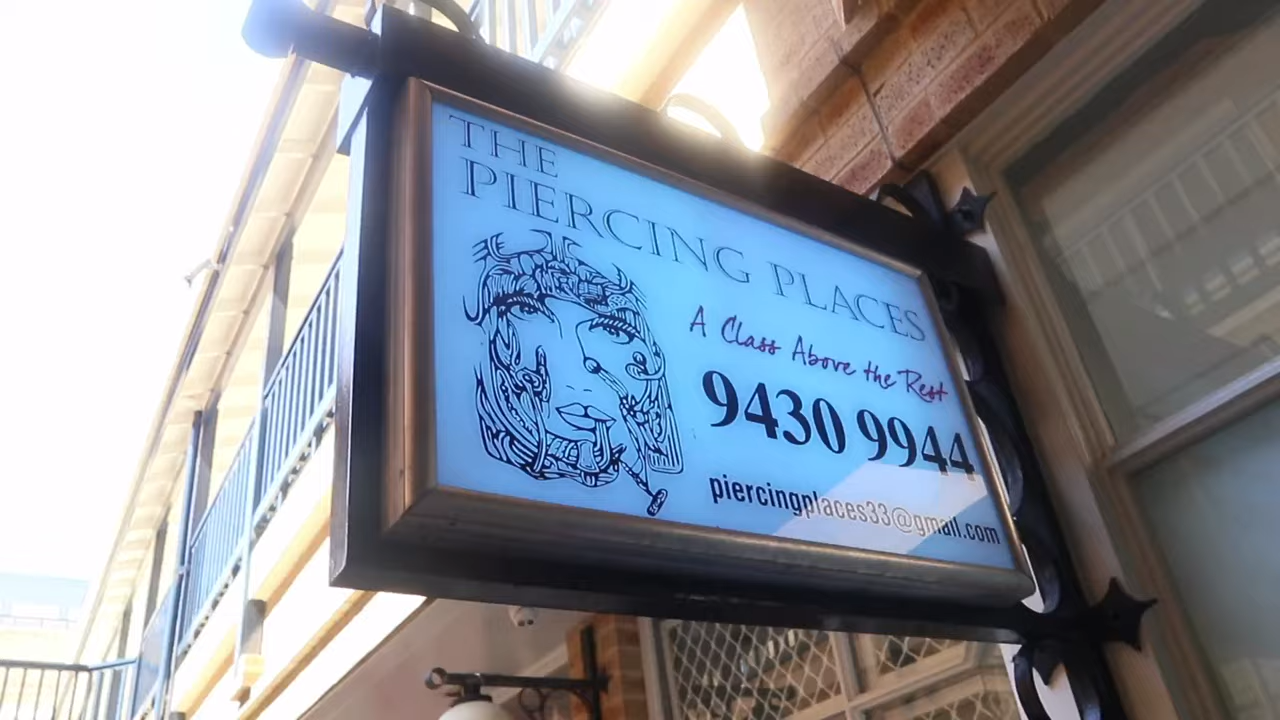 THE
PIERCING PLACES
A Class Above the Rest
9430 9944
piercingplaces33@gmail.com